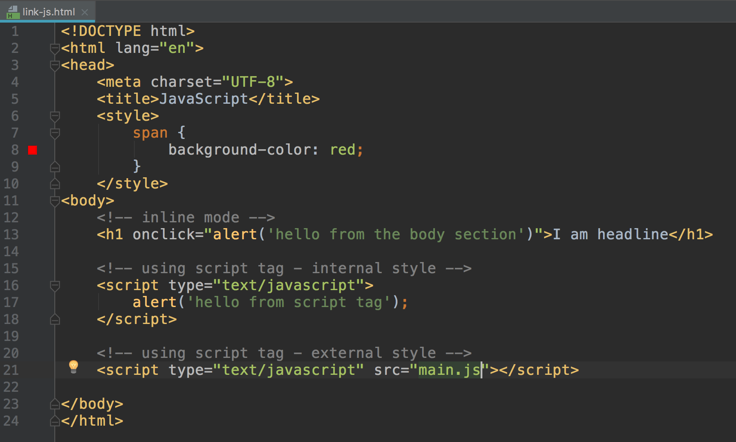 link-js.html
1 <!DOCTYPE html>
2 <html lang="en">
3 <head>
4 <meta charset="UTF-8">
5 <title>JavaScript</title>
6 <style>
7 span {
8 background-color: red;
9 }
10 </style>
11 <body>
12 <!-- inline mode -->
13 <h1 onclick="alert('hello from the body section')">I am headline</h1>
14
15 <!-- using script tag - internal style -->
16 <script type="text/javascript">
17 alert('hello from script tag');
18 </script>
19
20 <!-- using script tag - external style -->
21 <script type="text/javascript" src="main.js"></script>
22
23 </body>
24 </html>